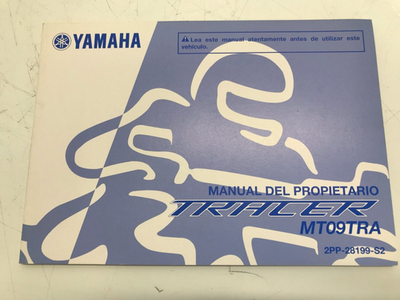 YAMAHA
⚠ Lea este manual atentamente antes de utilizar este
vehículo.
MANUAL DEL PROPIETARIO
TRACER
MT09TRA
2PP-28199-S2